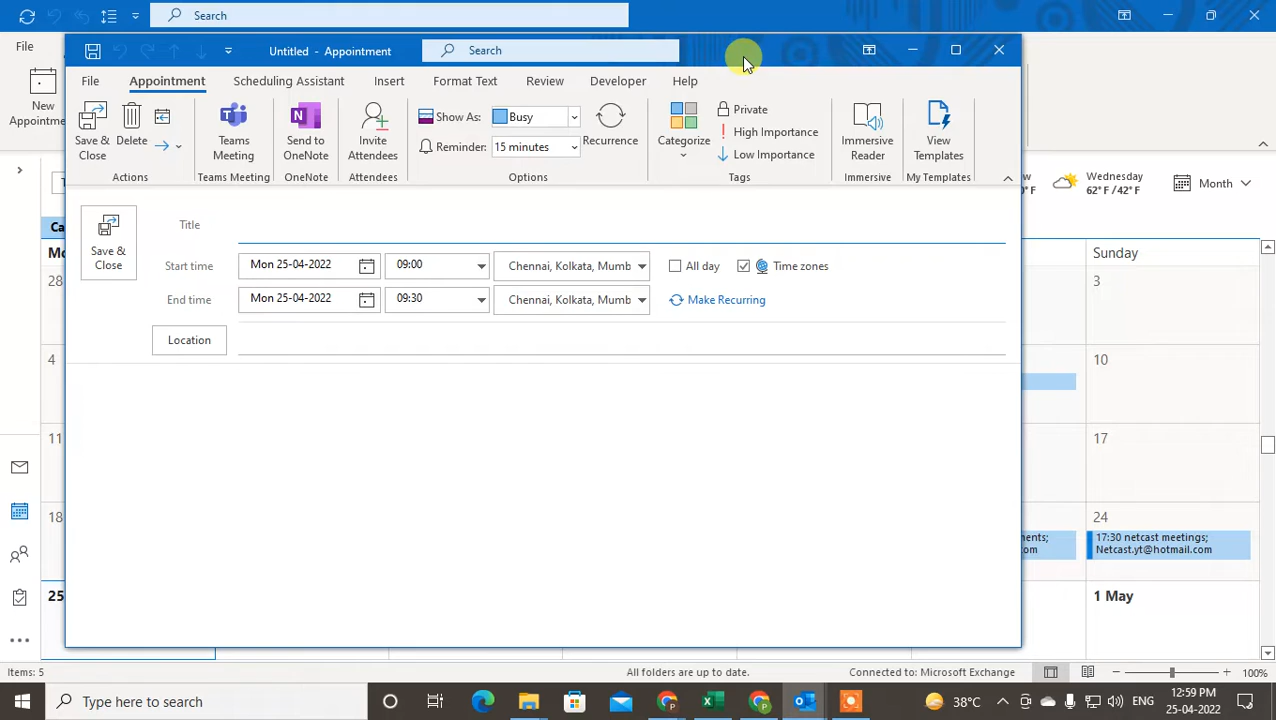 Search
File
Untitled - Appointment
Search
New
Appointme
File
Appointment
Scheduling Assistant
Insert
Format Text
Review
Developer
Help
Save &
Close
Delete
Actions
Teams
Meeting
Teams Meeting
Send to
OneNote
OneNote
Invite
Attendees
Attendees
Show As:
Busy
Reminder:
15 minutes
Recurrence
Options
Categorize
Private
High Importance
Low Importance
Tags
Immersive
Reader
Immersive
View
Templates
My Templates
Wednesday
62° F / 42° F
Month
Save &
Close
Title
Start time
Mon 25-04-2022
09:00
Chennai, Kolkata, Mumb
All day
Time zones
End time
Mon 25-04-2022
09:30
Chennai, Kolkata, Mumb
Make Recurring
Location
Sunday
28
3
4
10
11
17
18
24
17:30 netcast meetings;
Netcast.yt@hotmail.com
25
1 May
Items: 5
All folders are up to date.
Connected to: Microsoft Exchange
100%
Type here to search
38°C
ENG
12:59 PM
25-04-2022